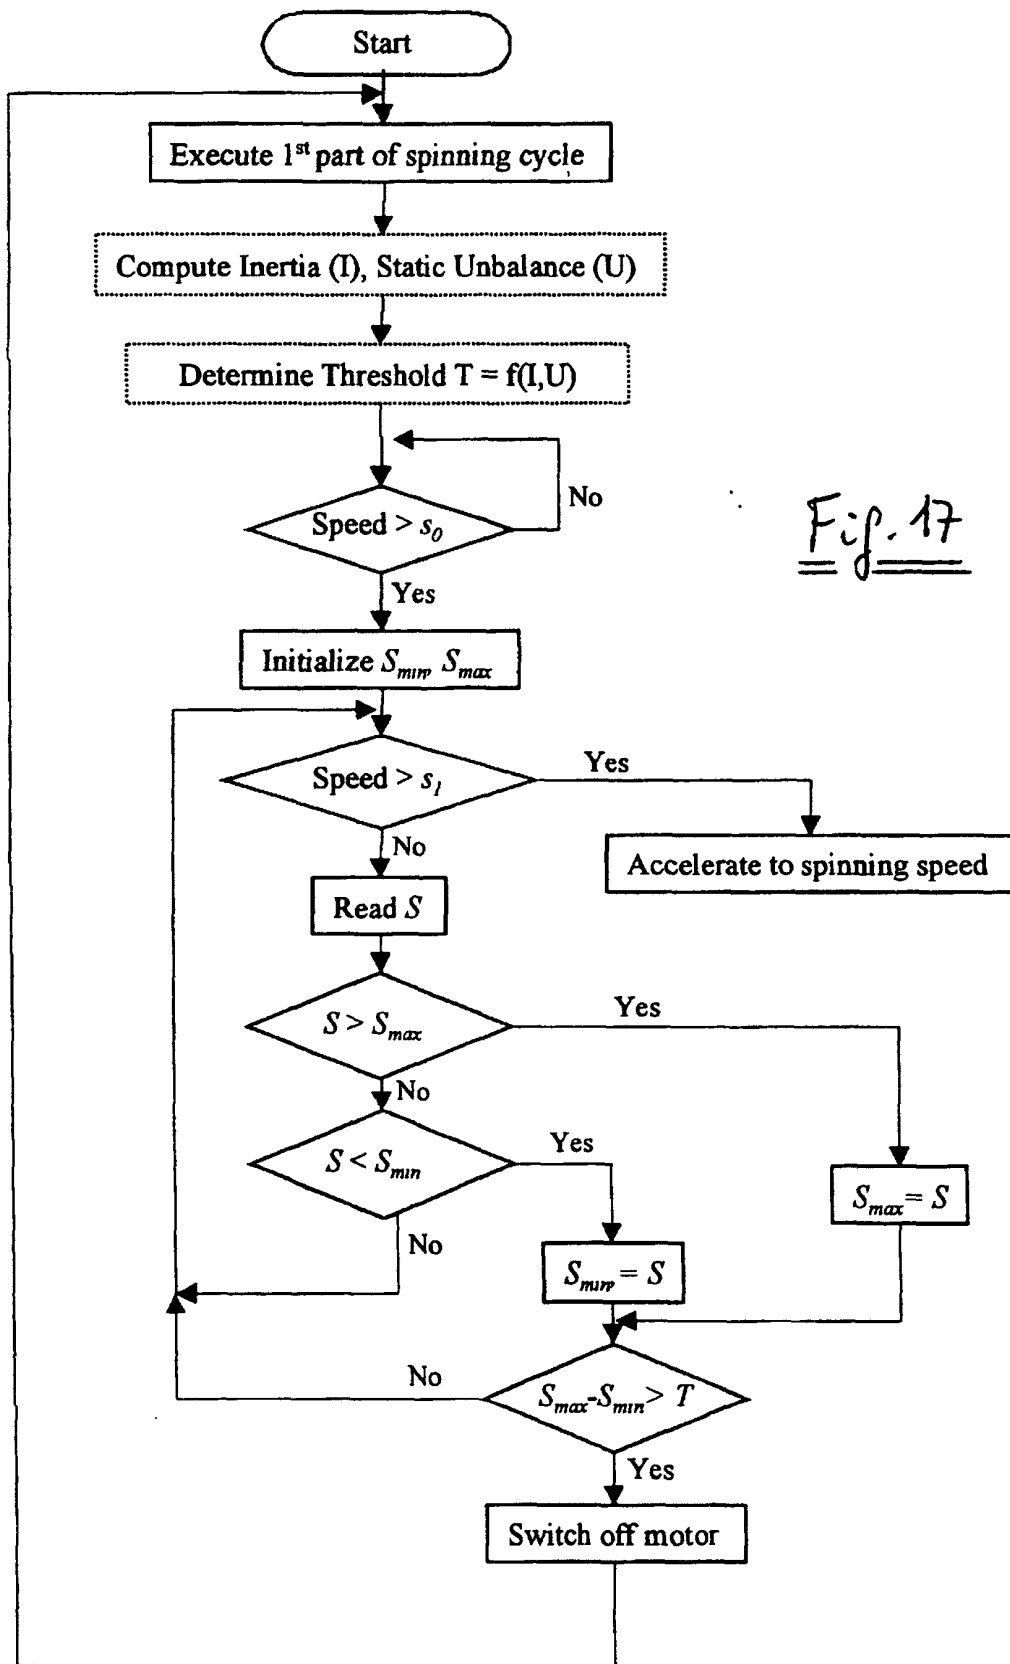 Start
Execute 1st part of spinning cycle
Compute Inertia (I), Static Unbalance (U)
Determine Threshold T = f(I,U)
No
Speed > s0
Fig. 17
Yes
Initialize Smin, Smax
Speed > s1
Yes
No
Accelerate to spinning speed
Read S
S > Smax
Yes
No
S < Smin
Yes
Smax = S
No
Smin = S
No
Smax-Smin > T
Yes
Switch off motor